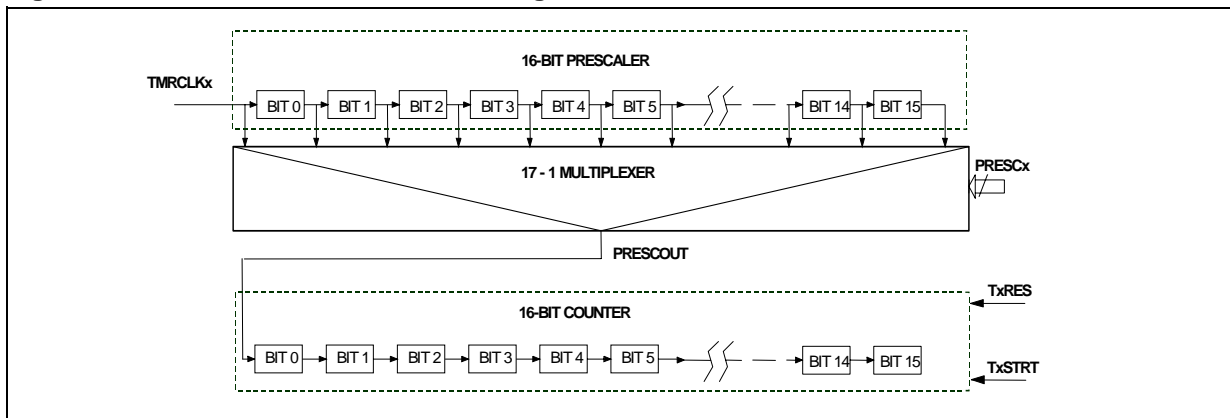 16-BIT PRESCALER
TMRCLKx
BIT 0 BIT 1 BIT 2 BIT 3 BIT 4 BIT 5 BIT 14 BIT 15
17 - 1 MULTIPLEXER
PRESCx
PRESCOUT
TxRES
16-BIT COUNTER
BIT 0 BIT 1 BIT 2 BIT 3 BIT 4 BIT 5 BIT 14 BIT 15
TxSTRT